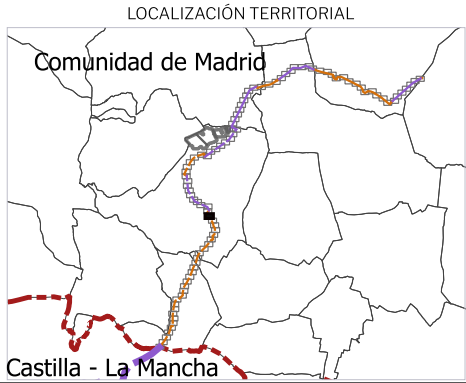 LOCALIZACIÓN TERRITORIAL
Comunidad de Madrid
Castilla - La Mancha